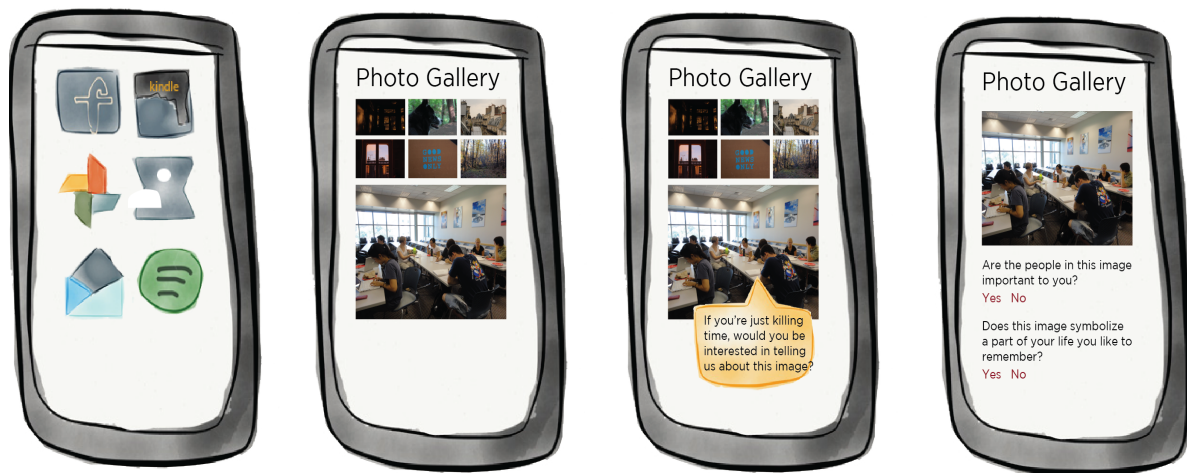 f
kindle
Photo Gallery
Photo Gallery
If you're just killing
time, would you be
interested in telling
us about this image?
Photo Gallery
Are the people in this image
important to you?
Yes No
Does this image symbolize
a part of your life you like to
remember?
Yes No